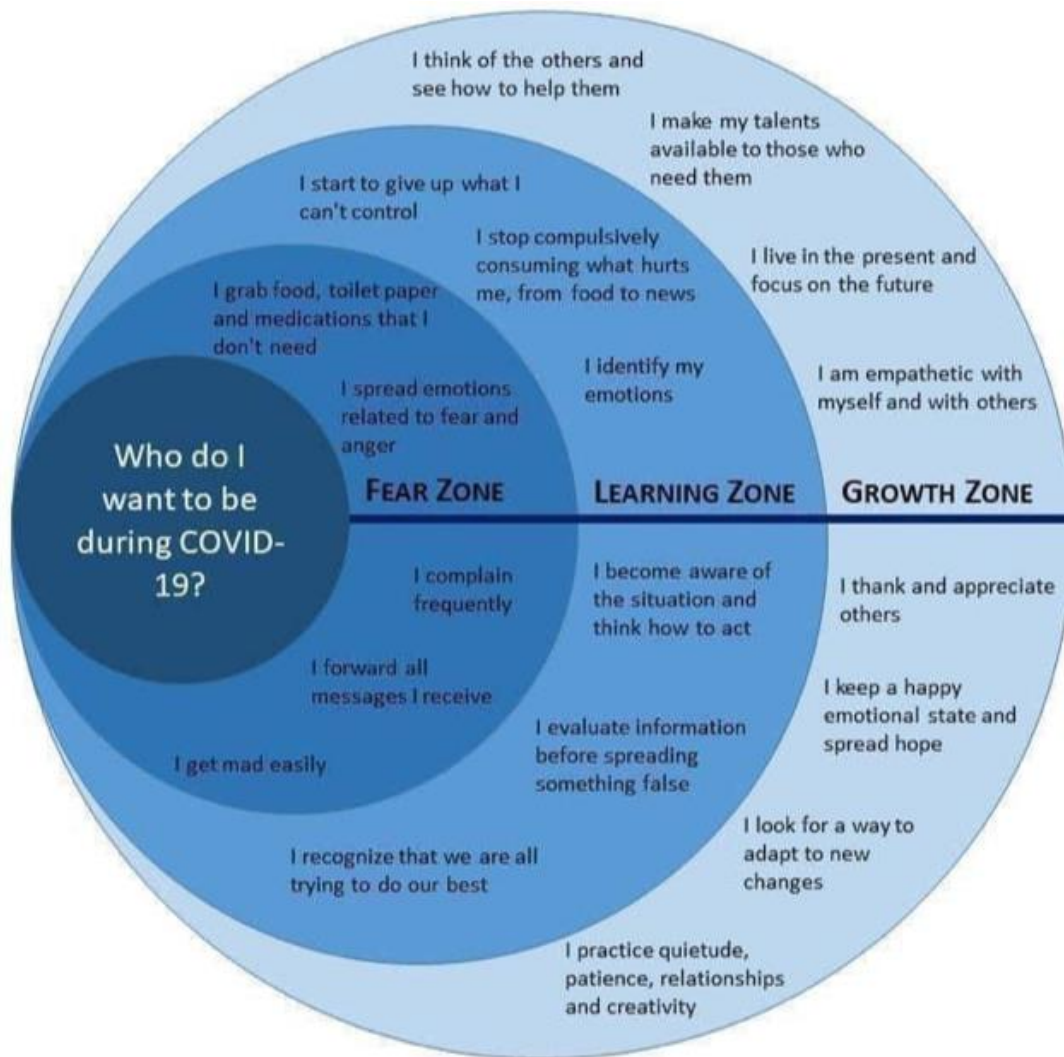 I think of the others and
see how to help them
I make my talents
available to those who
need them
I start to give up what I
can't control
I stop compulsively
consuming what hurts
me, from food to news
I live in the present and
focus on the future
I grab food, toilet paper
and medications that I
don't need
I identify my
emotions
I am empathetic with
myself and with others
I spread emotions
related to fear and
anger
Who do I
want to be
during COVID-
19?
FEAR ZONE
LEARNING ZONE
GROWTH ZONE
I complain
frequently
I become aware of
the situation and
think how to act
I thank and appreciate
others
I forward all
messages I receive
I keep a happy
emotional state and
spread hope
I evaluate information
before spreading
something false
I get mad easily
I look for a way to
adapt to new
changes
I recognize that we are all
trying to do our best
I practice quietude,
patience, relationships
and creativity